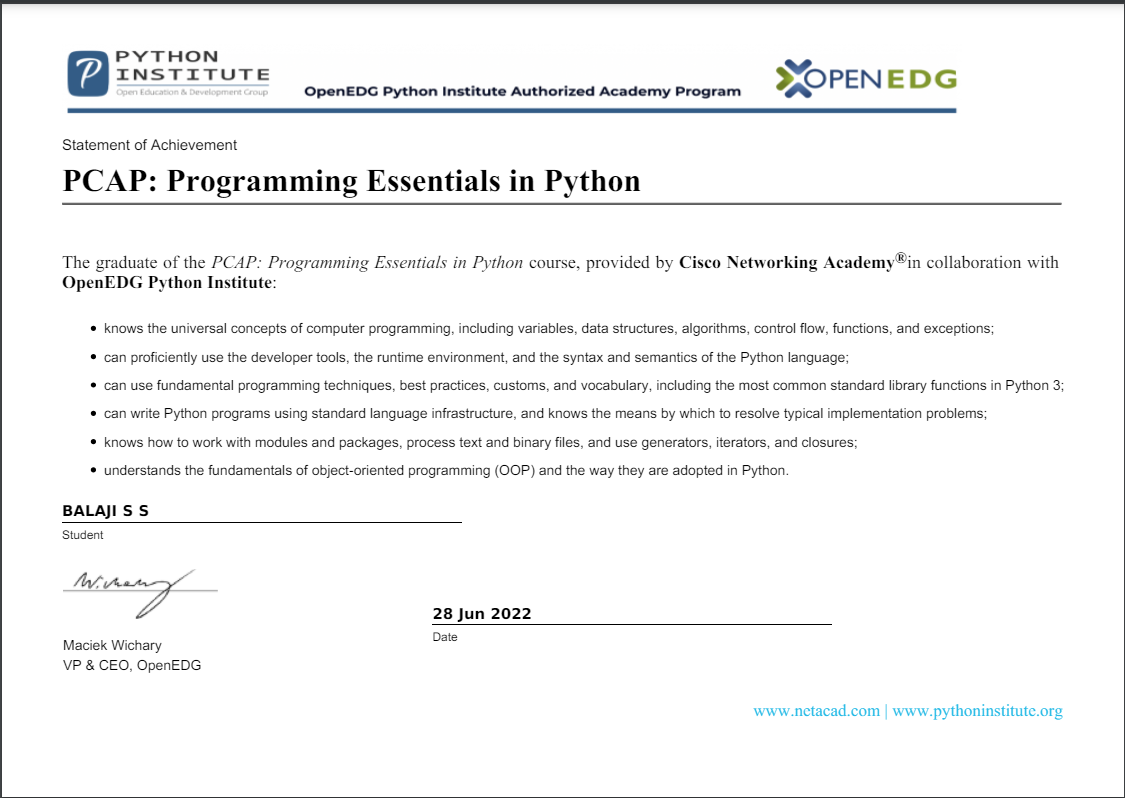 PYTHON
INSTITUTE
Open Education & Development Group
OpenEDG Python Institute Authorized Academy Program
OPENEDG
Statement of Achievement
PCAP: Programming Essentials in Python
The graduate of the PCAP: Programming Essentials in Python course, provided by Cisco Networking Academy®in collaboration with
OpenEDG Python Institute:
• knows the universal concepts of computer programming, including variables, data structures, algorithms, control flow, functions, and exceptions;
• can proficiently use the developer tools, the runtime environment, and the syntax and semantics of the Python language;
• can use fundamental programming techniques, best practices, customs, and vocabulary, including the most common standard library functions in Python 3;
• can write Python programs using standard language infrastructure, and knows the means by which to resolve typical implementation problems;
• knows how to work with modules and packages, process text and binary files, and use generators, iterators, and closures;
• understands the fundamentals of object-oriented programming (OOP) and the way they are adopted in Python.
BALAJI S S
Student
W.chary
Maciek Wichary
VP & CEO, OpenEDG
28 Jun 2022
Date
www.netacad.com | www.pythoninstitute.org